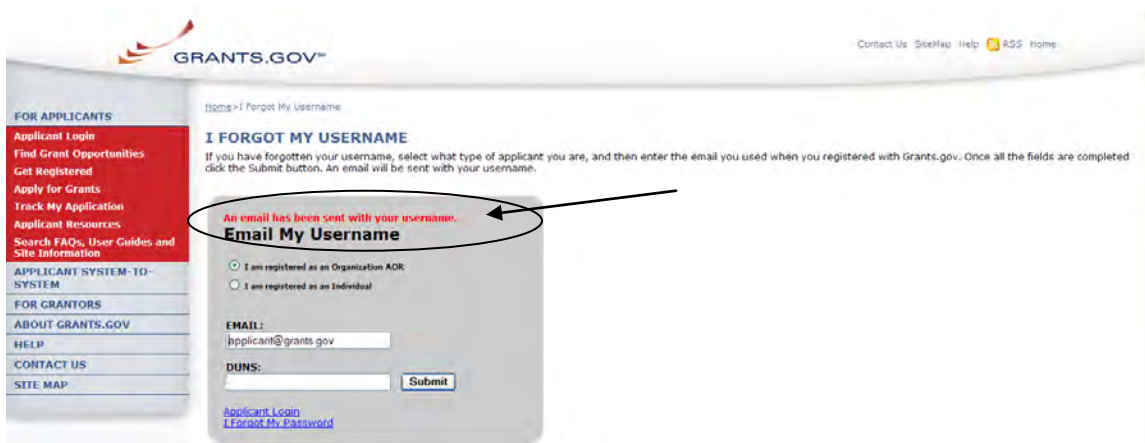 GRANTS.GOV℠
Contact Us SiteMap Help RSS Home
FOR APPLICANTS
Applicant Login
Find Grant Opportunities
Get Registered
Apply for Grants
Track My Application
Applicant Resources
Search FAQs, User Guides and
Site Information
APPLICANT SYSTEM-TO-
SYSTEM
FOR GRANTORS
ABOUT GRANTS.GOV
HELP
CONTACT US
SITE MAP
Home>I Forgot My Username
I FORGOT MY USERNAME
If you have forgotten your username, select what type of applicant you are, and then enter the email you used when you registered with Grants.gov. Once all the fields are completed
click the Submit button. An email will be sent with your username.
An email has been sent with your username.
Email My Username
I am registered as an Organization AOR
I am registered as an Individual
EMAIL:
applicant@grants.gov
DUNS:
Submit
Applicant Login
I Forgot My Password